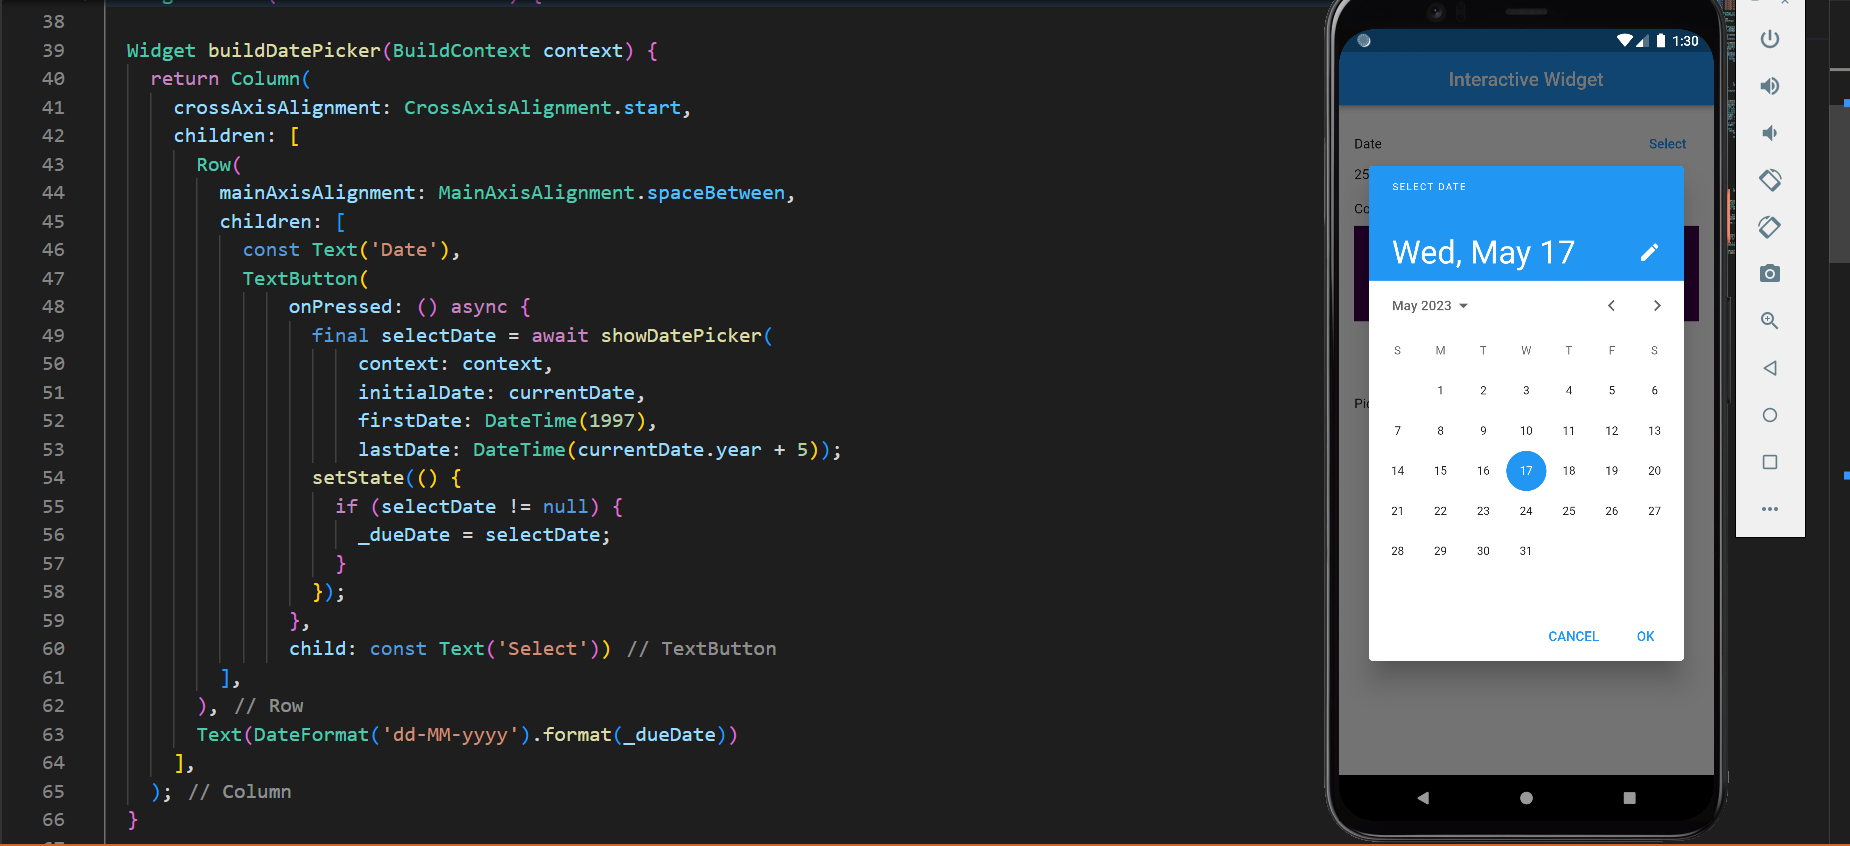 38
39 Widget buildDatePicker(BuildContext context) {
40 return Column(
41 crossAxisAlignment: CrossAxisAlignment.start,
42 children: [
43 Row(
44 mainAxisAlignment: MainAxisAlignment.spaceBetween,
45 children: [
46 const Text('Date'),
47 TextButton(
48 onPressed: () async {
49 final selectDate = await showDatePicker(
50 context: context,
51 initialDate: currentDate,
52 firstDate: DateTime(1997),
53 lastDate: DateTime(currentDate.year + 5));
54 setState(() {
55 if (selectDate != null) {
56 _dueDate = selectDate;
57 }
58 });
59 },
60 child: const Text('Select')) // TextButton
61 ],
62 ), // Row
63 Text(DateFormat('dd-MM-yyyy').format(_dueDate))
64 ],
65 ); // Column
66 }
1:30
Interactive Widget
Date Select
25
Co
SELECT DATE
Wed, May 17
May 2023
S M T W T F S
1 2 3 4 5 6
7 8 9 10 11 12 13
14 15 16 17 18 19 20
21 22 23 24 25 26 27
28 29 30 31
Pic
CANCEL OK